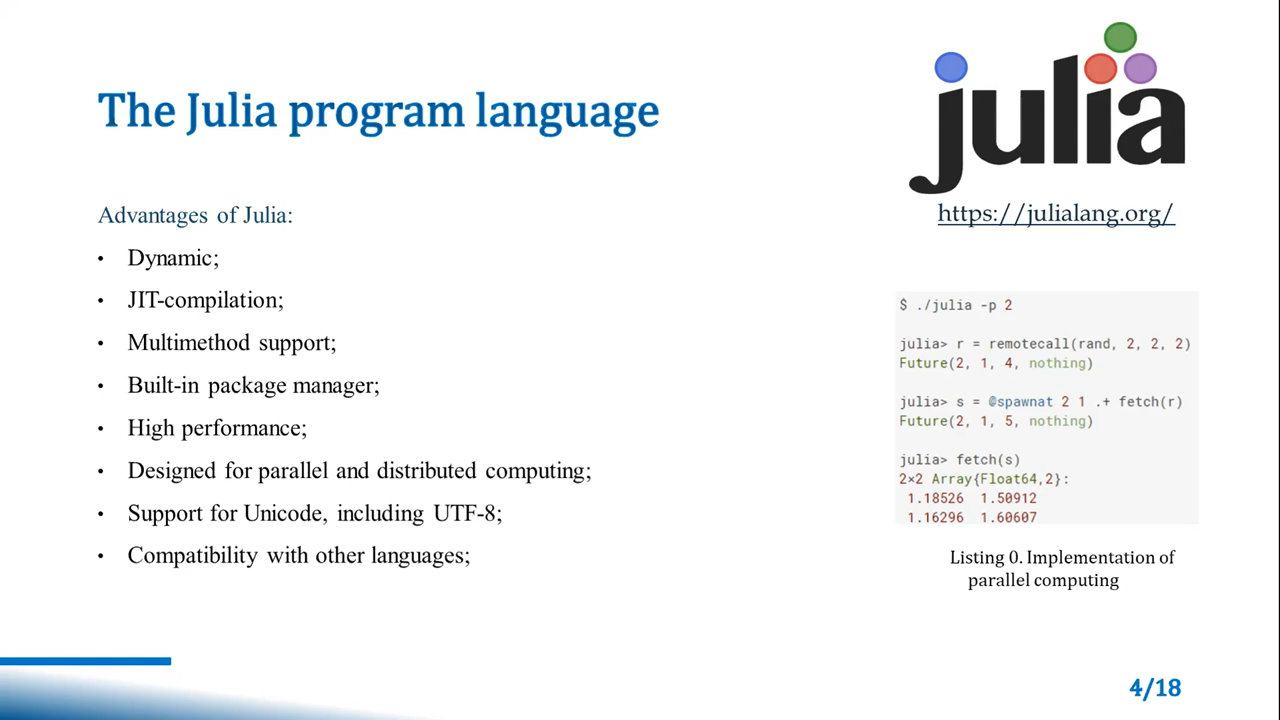 The Julia program language
julia
https://julialang.org/
Advantages of Julia:
• Dynamic;
• JIT-compilation;
• Multimethod support;
• Built-in package manager;
• High performance;
• Designed for parallel and distributed computing;
• Support for Unicode, including UTF-8;
• Compatibility with other languages;
$ ./julia -p 2
julia> r = remotecall(rand, 2, 2, 2)
Future(2, 1, 4, nothing)
julia> s = @spawnat 2 1 .+ fetch(r)
Future(2, 1, 5, nothing)
julia> fetch(s)
2×2 Array{Float64,2}:
1.18526 1.50912
1.16296 1.60607
Listing 0. Implementation of
parallel computing
4/18